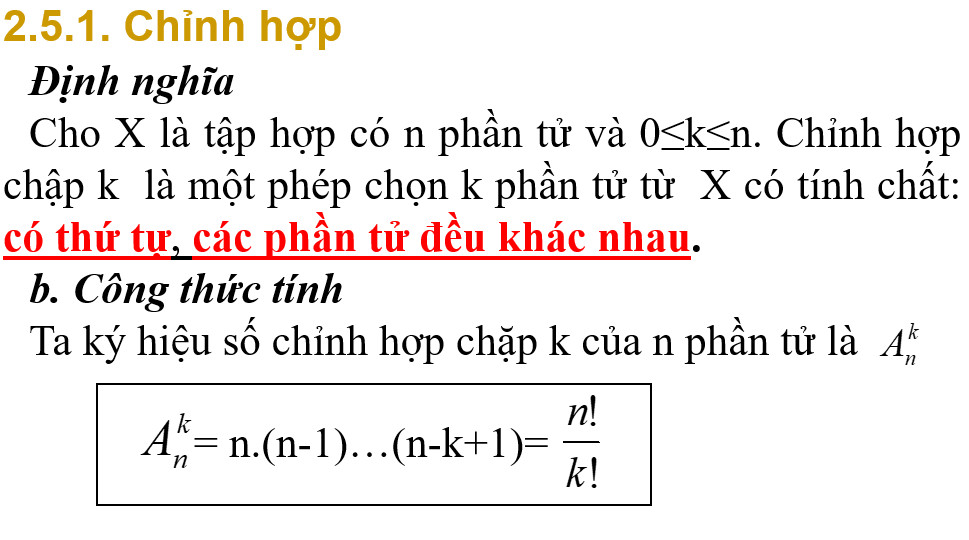 2.5.1. Chỉnh hợp
Định nghĩa
Cho X là tập hợp có n phần tử và 0≤k≤n. Chỉnh hợp
chập k là một phép chọn k phần tử từ X có tính chất:
có thứ tự, các phần tử đều khác nhau.
b. Công thức tính
Ta ký hiệu số chỉnh hợp chặp k của n phần tử là A_n^k
A_n^k = n.(n-1)…(n-k+1)= n!/k!